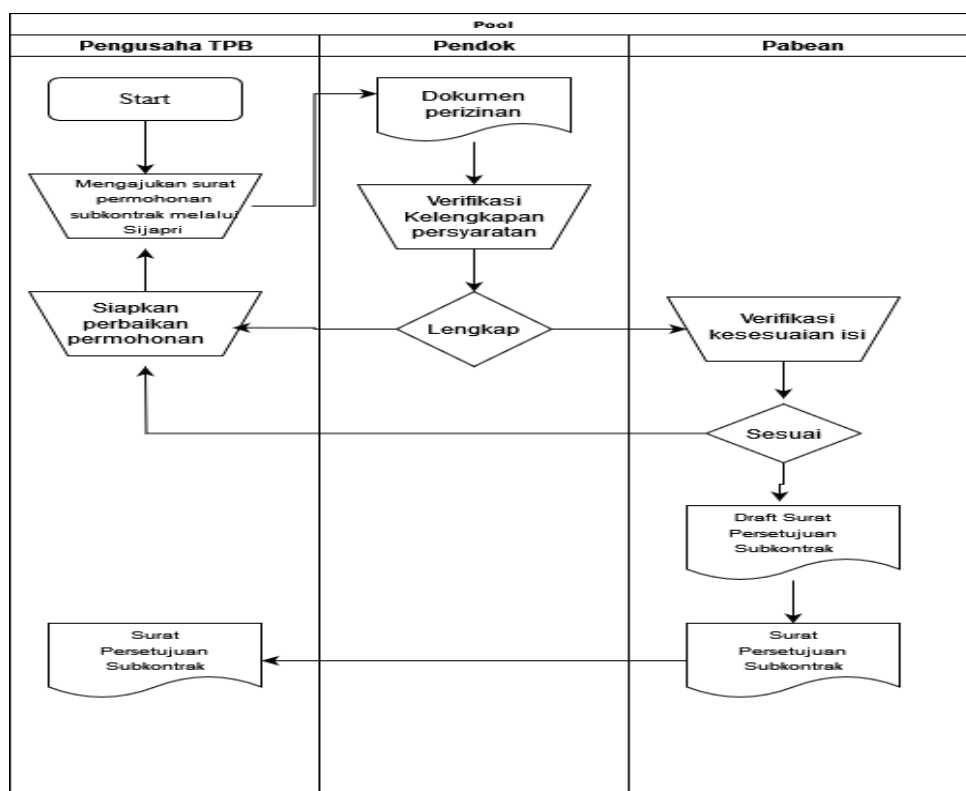 Pool
Pengusaha TPB
Pendok
Pabean
Start
Dokumen
perizinan
Mengajukan surat
permohonan
subkontrak melalui
Sijapri
Verifikasi
Kelengkapan
persyaratan
Siapkan
perbaikan
permohonan
Lengkap
Verifikasi
kesesuaian isi
Sesuai
Draft Surat
Persetujuan
Subkontrak
Surat
Persetujuan
Subkontrak
Surat
Persetujuan
Subkontrak